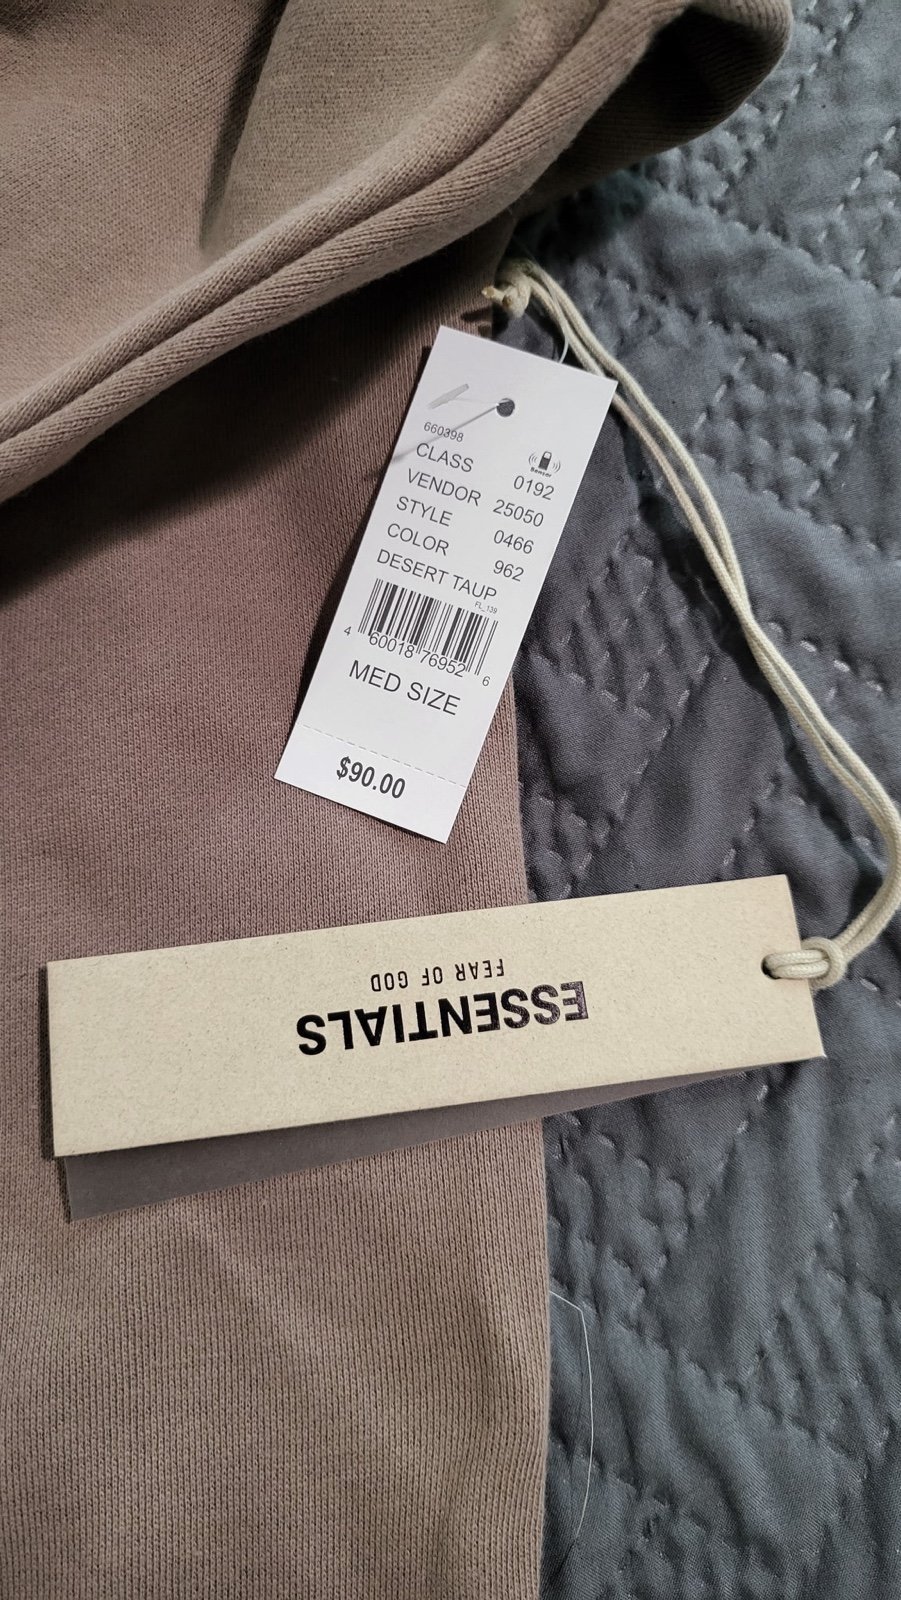 660398
Sensor
CLASS 0192
VENDOR 25050
STYLE 0466
COLOR 962
DESERT TAUP
FL_139
4 60018 76952 6
MED SIZE
$90.00
ESSENTIALS
FEAR OF GOD